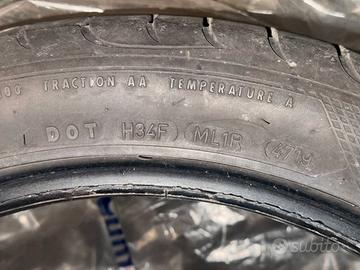 TRACTION AA TEMPERATURE A
DOT H34F ML1R 4719
subito